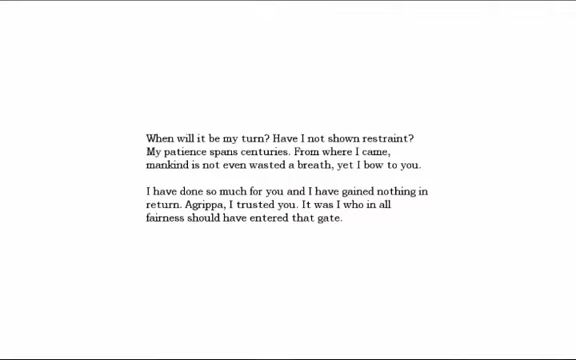 When will it be my turn? Have I not shown restraint?
My patience spans centuries. From where I came,
mankind is not even wasted a breath, yet I bow to you.
I have done so much for you and I have gained nothing in
return. Agrippa, I trusted you. It was I who in all
fairness should have entered that gate.